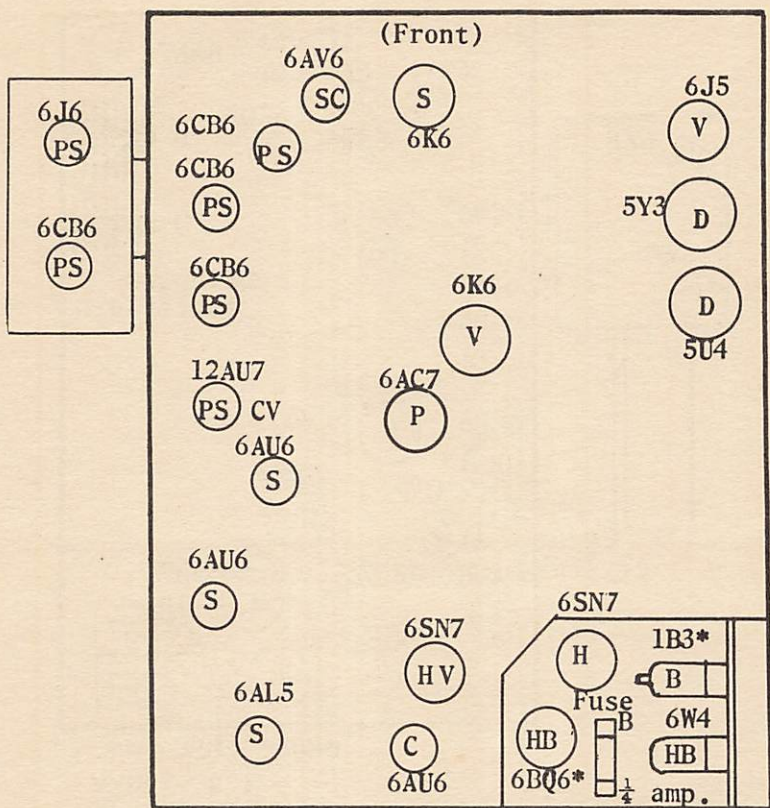 (Front)
6AV6
SC
S
6K6
6J5
V
6J6
PS
6CB6
PS
6CB6
PS
5Y3
D
6CB6
PS
6CB6
PS
6K6
V
D
5U4
12AU7
PS CV
6AC7
P
6AU6
S
6AU6
S
6SN7
HV
6SN7
H
1B3*
B
6AL5
S
C
6AU6
Fuse
B
HB
6BQ6*
6W4
HB
¼ amp.